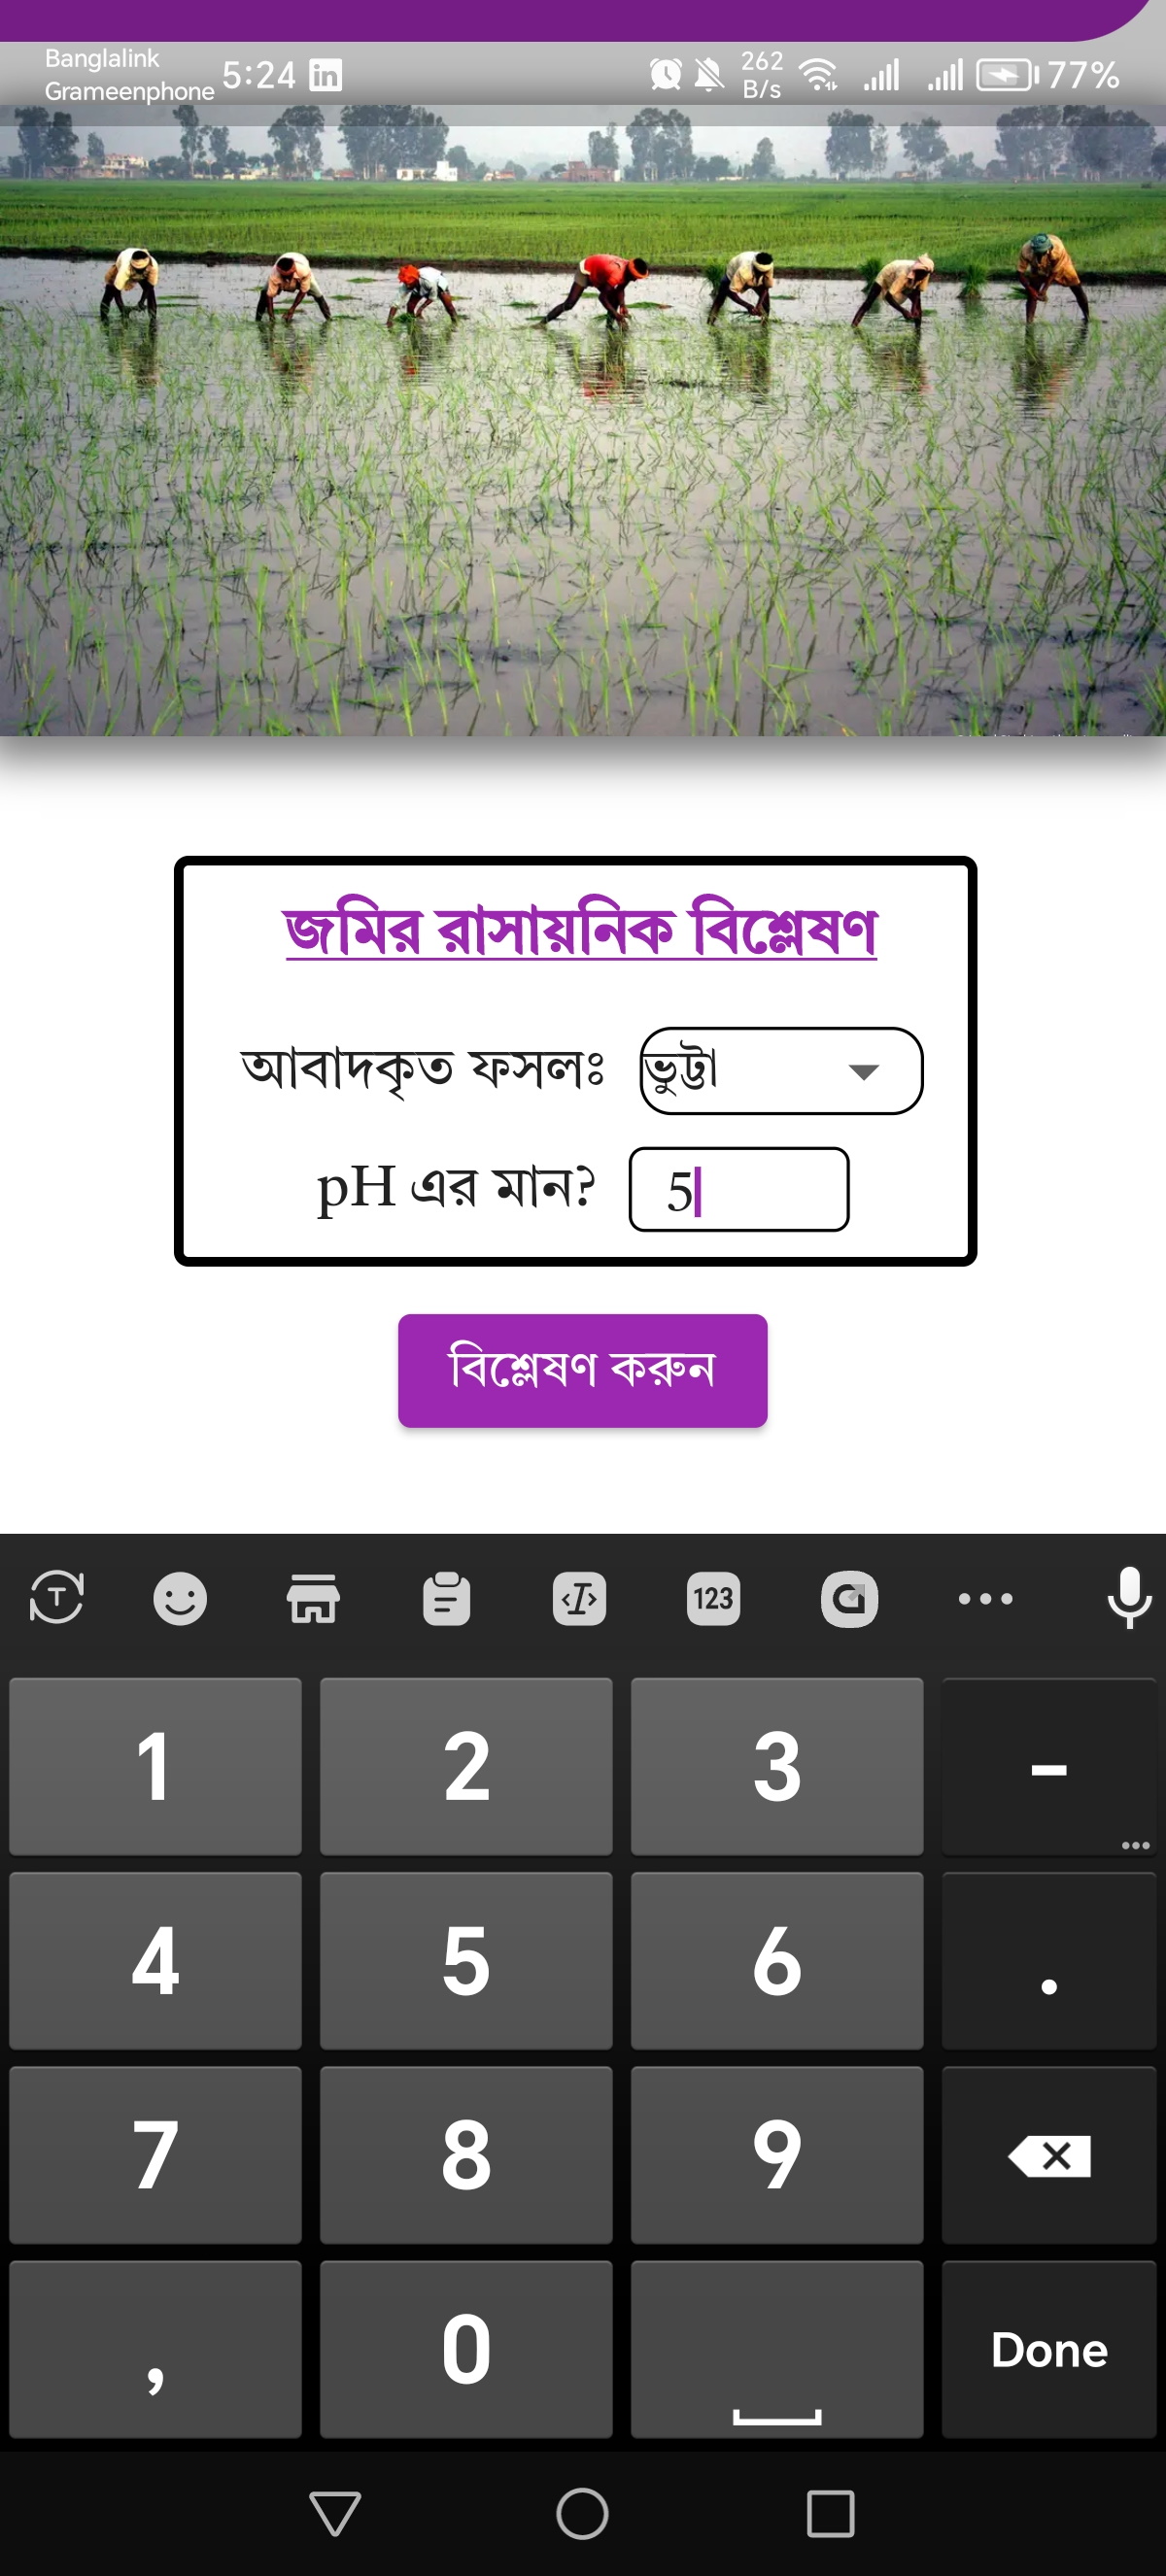 Banglalink
Grameenphone 5:24 262 B/s 77%
জমির রাসায়নিক বিশ্লেষণ
আবাদকৃত ফসলঃ ভুট্টা
pH এর মান? 5
বিশ্লেষণ করুন
T 123
1 2 3 -
4 5 6 .
7 8 9
, 0 Done